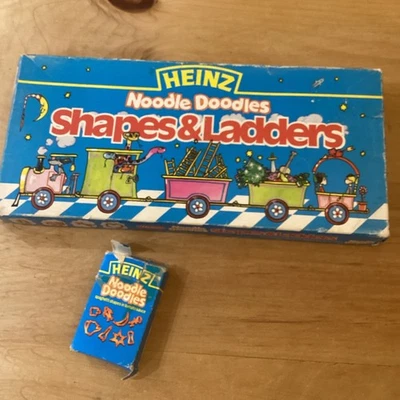 HEINZ
Noodle Doodles
Shapes&Ladders
HEINZ
Noodle
Doodles